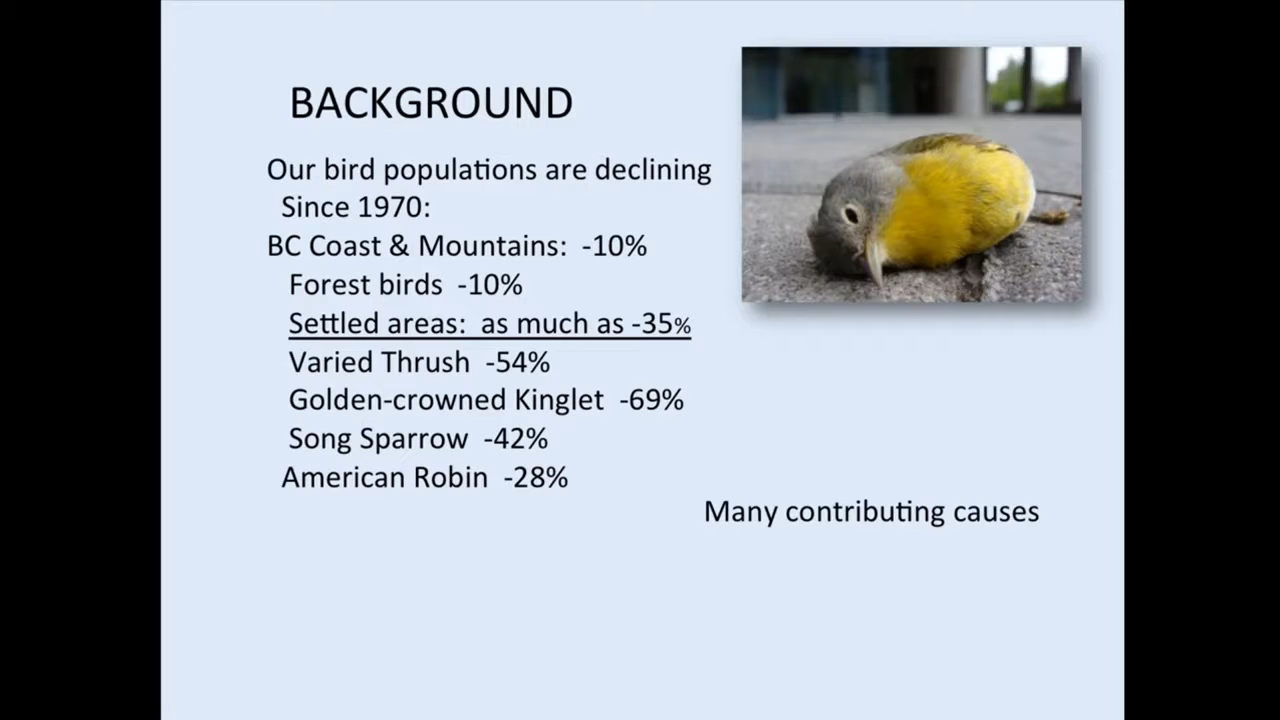 BACKGROUND
Our bird populations are declining
Since 1970:
BC Coast & Mountains: -10%
Forest birds -10%
Settled areas: as much as -35%
Varied Thrush -54%
Golden-crowned Kinglet -69%
Song Sparrow -42%
American Robin -28%
Many contributing causes